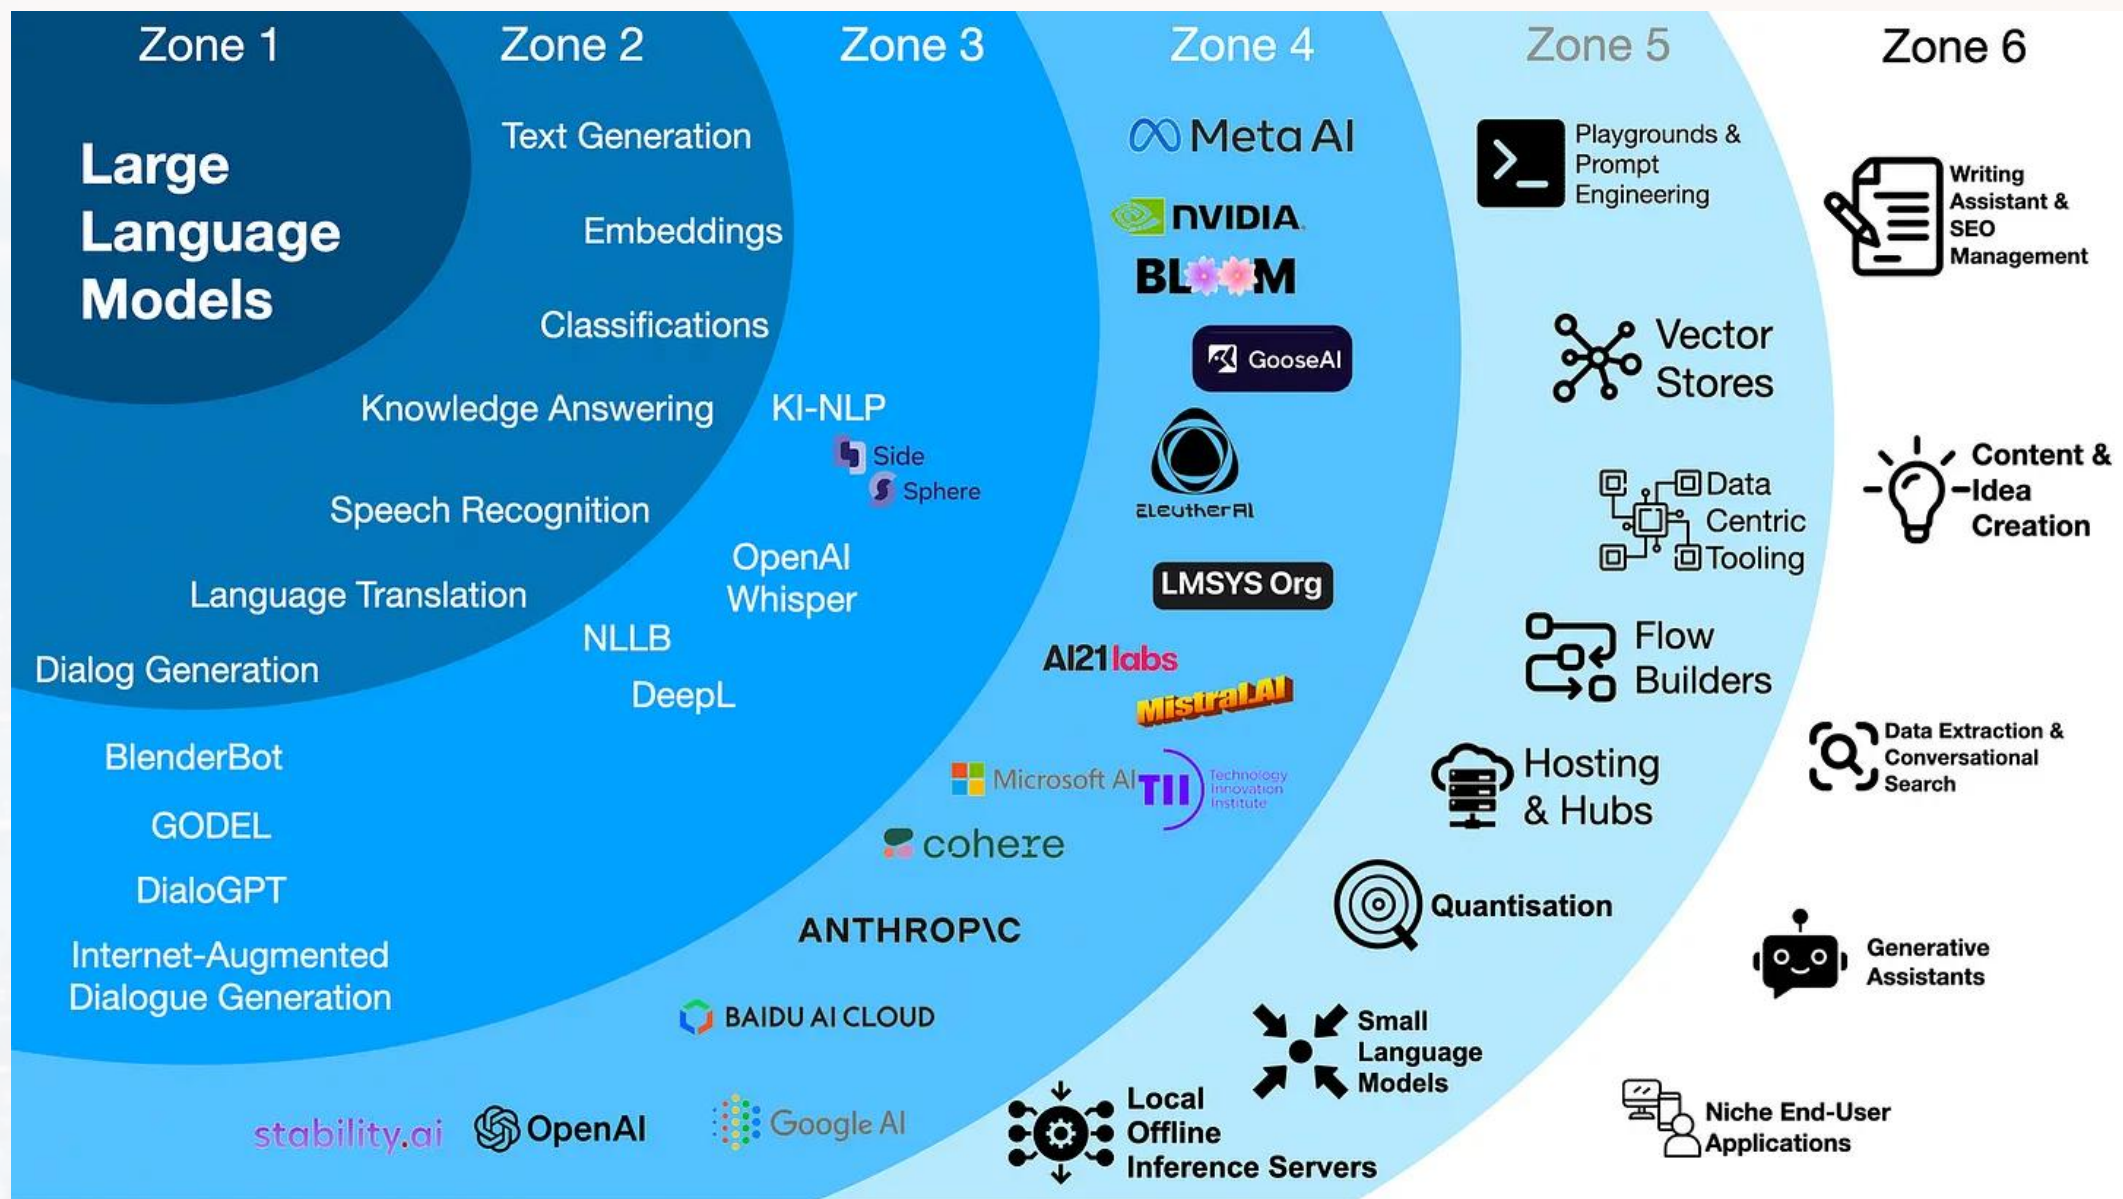 Zone 1
Zone 2
Zone 3
Zone 4
Zone 5
Zone 6
Large
Language
Models
Text Generation
Embeddings
Classifications
Knowledge Answering
Speech Recognition
Language Translation
Dialog Generation
KI-NLP
Side
Sphere
OpenAI
Whisper
NLLB
DeepL
BlenderBot
GODEL
DialoGPT
Internet-Augmented
Dialogue Generation
Meta AI
NVIDIA.
BLOOM
GooseAI
EleutherAI
LMSYS Org
AI21labs
Mistral.AI
Microsoft AI
TII
Technology
Innovation
Institute
cohere
ANTHROP\C
BAIDU AI CLOUD
Google AI
OpenAI
stability.ai
Playgrounds &
Prompt
Engineering
Vector
Stores
Data
Centric
Tooling
Flow
Builders
Hosting
& Hubs
Quantisation
Small
Language
Models
Local
Offline
Inference Servers
Writing
Assistant &
SEO
Management
Content &
Idea
Creation
Data Extraction &
Conversational
Search
Generative
Assistants
Niche End-User
Applications